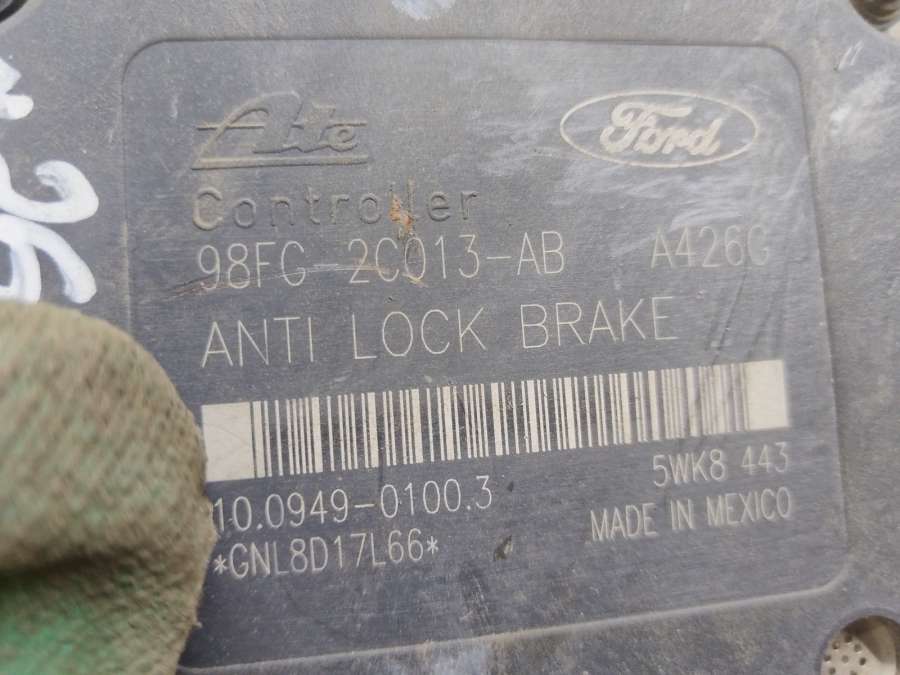 Ate Ford
Controller
98FG-2C013-AB A426G
ANTI LOCK BRAKE
10.0949-0100.3 5WK8 443
*GNL8D17L66* MADE IN MEXICO